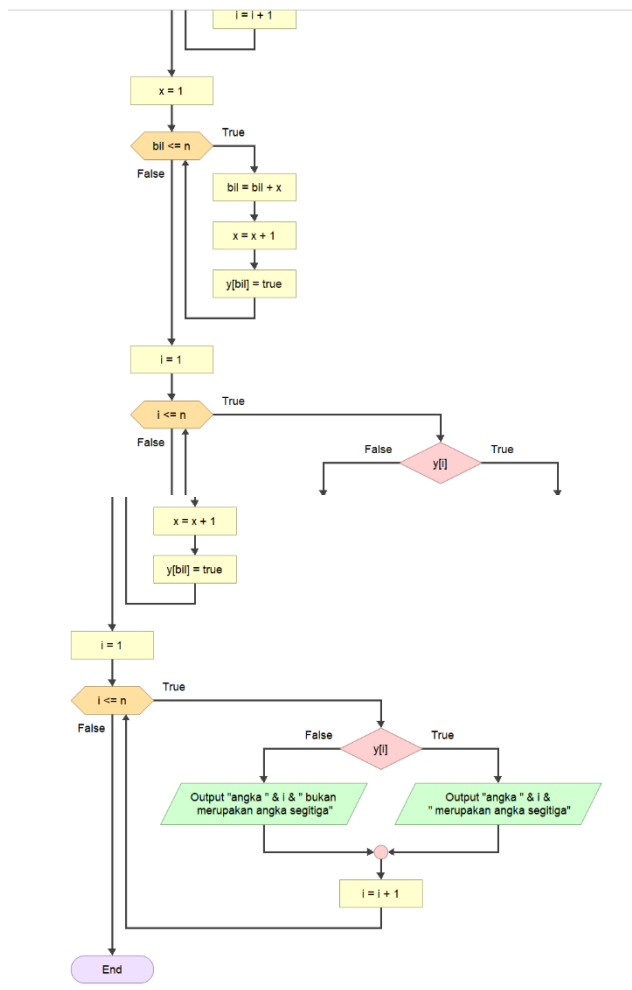 i = i + 1
x = 1
bil <= n
True
False
bil = bil + x
x = x + 1
y[bil] = true
i = 1
i <= n
True
False
False
y[i]
True
x = x + 1
y[bil] = true
i = 1
i <= n
True
False
False
y[i]
True
Output "angka " & i & " bukan
merupakan angka segitiga"
Output "angka " & i &
" merupakan angka segitiga"
i = i + 1
End